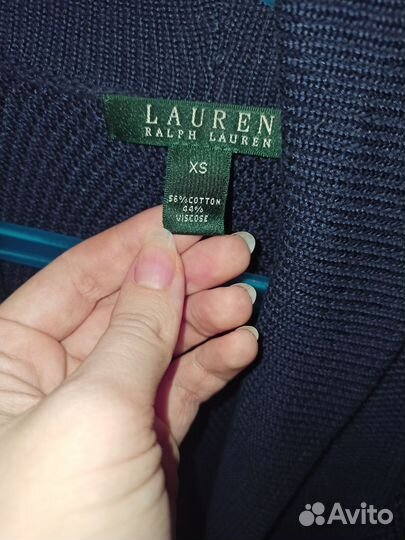 LAUREN
RALPH LAUREN
XS
56%COTTON
44%
VISCOSE
Avito